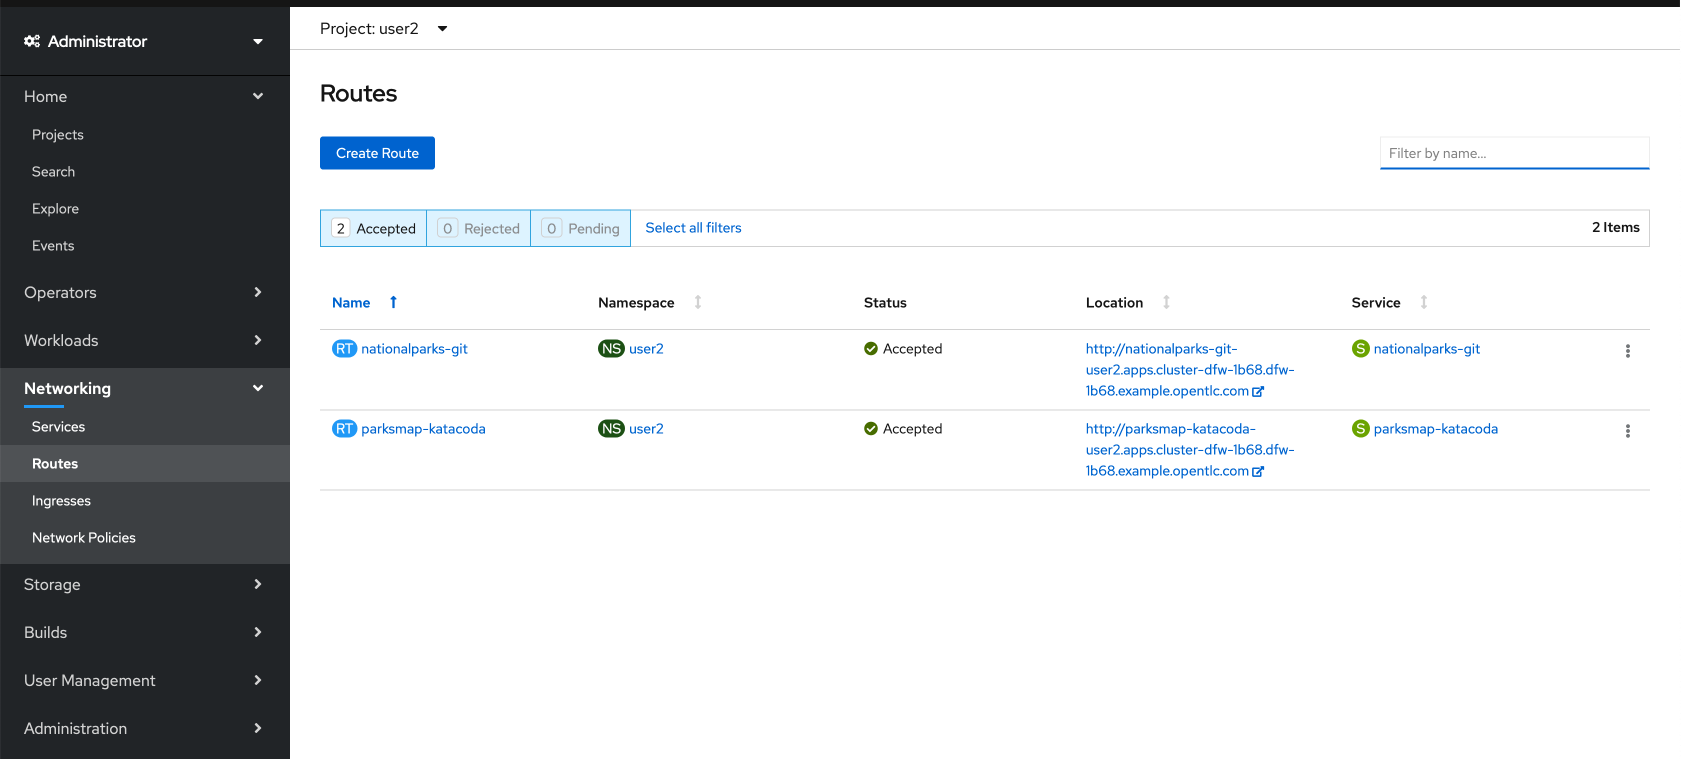 Administrator
Project: user2
Home
Projects
Search
Explore
Events
Operators
Workloads
Networking
Services
Routes
Ingresses
Network Policies
Storage
Builds
User Management
Administration
Routes
Create Route
Filter by name...
2 Accepted 0 Rejected 0 Pending Select all filters 2 Items
Name Namespace Status Location Service
RT nationalparks-git NS user2 Accepted http://nationalparks-git- S nationalparks-git
user2.apps.cluster-dfw-1b68.dfw-
1b68.example.opentlc.com
RT parksmap-katacoda NS user2 Accepted http://parksmap-katacoda- S parksmap-katacoda
user2.apps.cluster-dfw-1b68.dfw-
1b68.example.opentlc.com